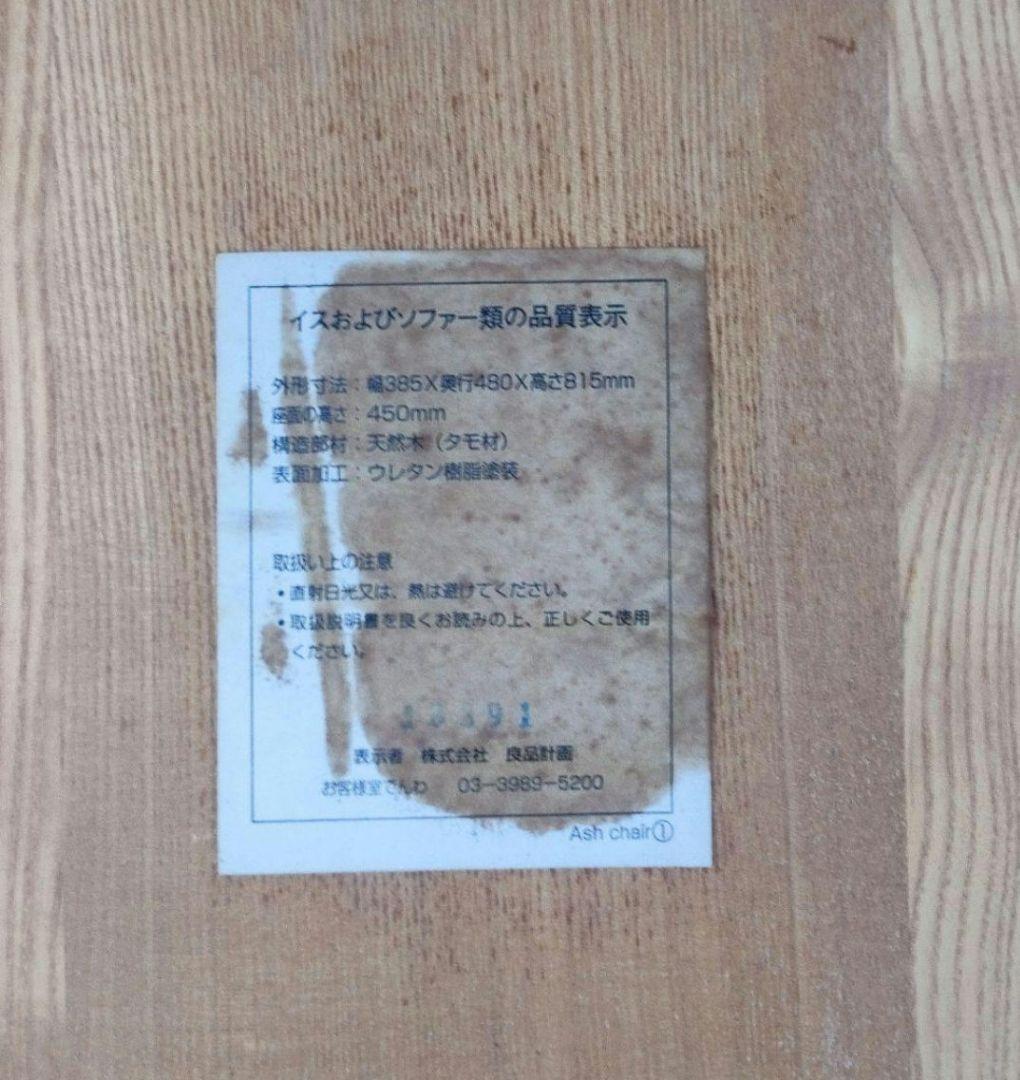 イスおよびソファー類の品質表示
外形寸法：幅385X奥行480X高さ815mm
座面の高さ：450mm
構造部材：天然木（タモ材）
表面加工：ウレタン樹脂塗装
取扱い上の注意
・直射日光又は、熱は避けてください。
・取扱説明書を良くお読みの上、正しくご使用
ください。
表示者　株式会社　良品計画
お客様室でんわ　03-3989-5200
Ash chair①